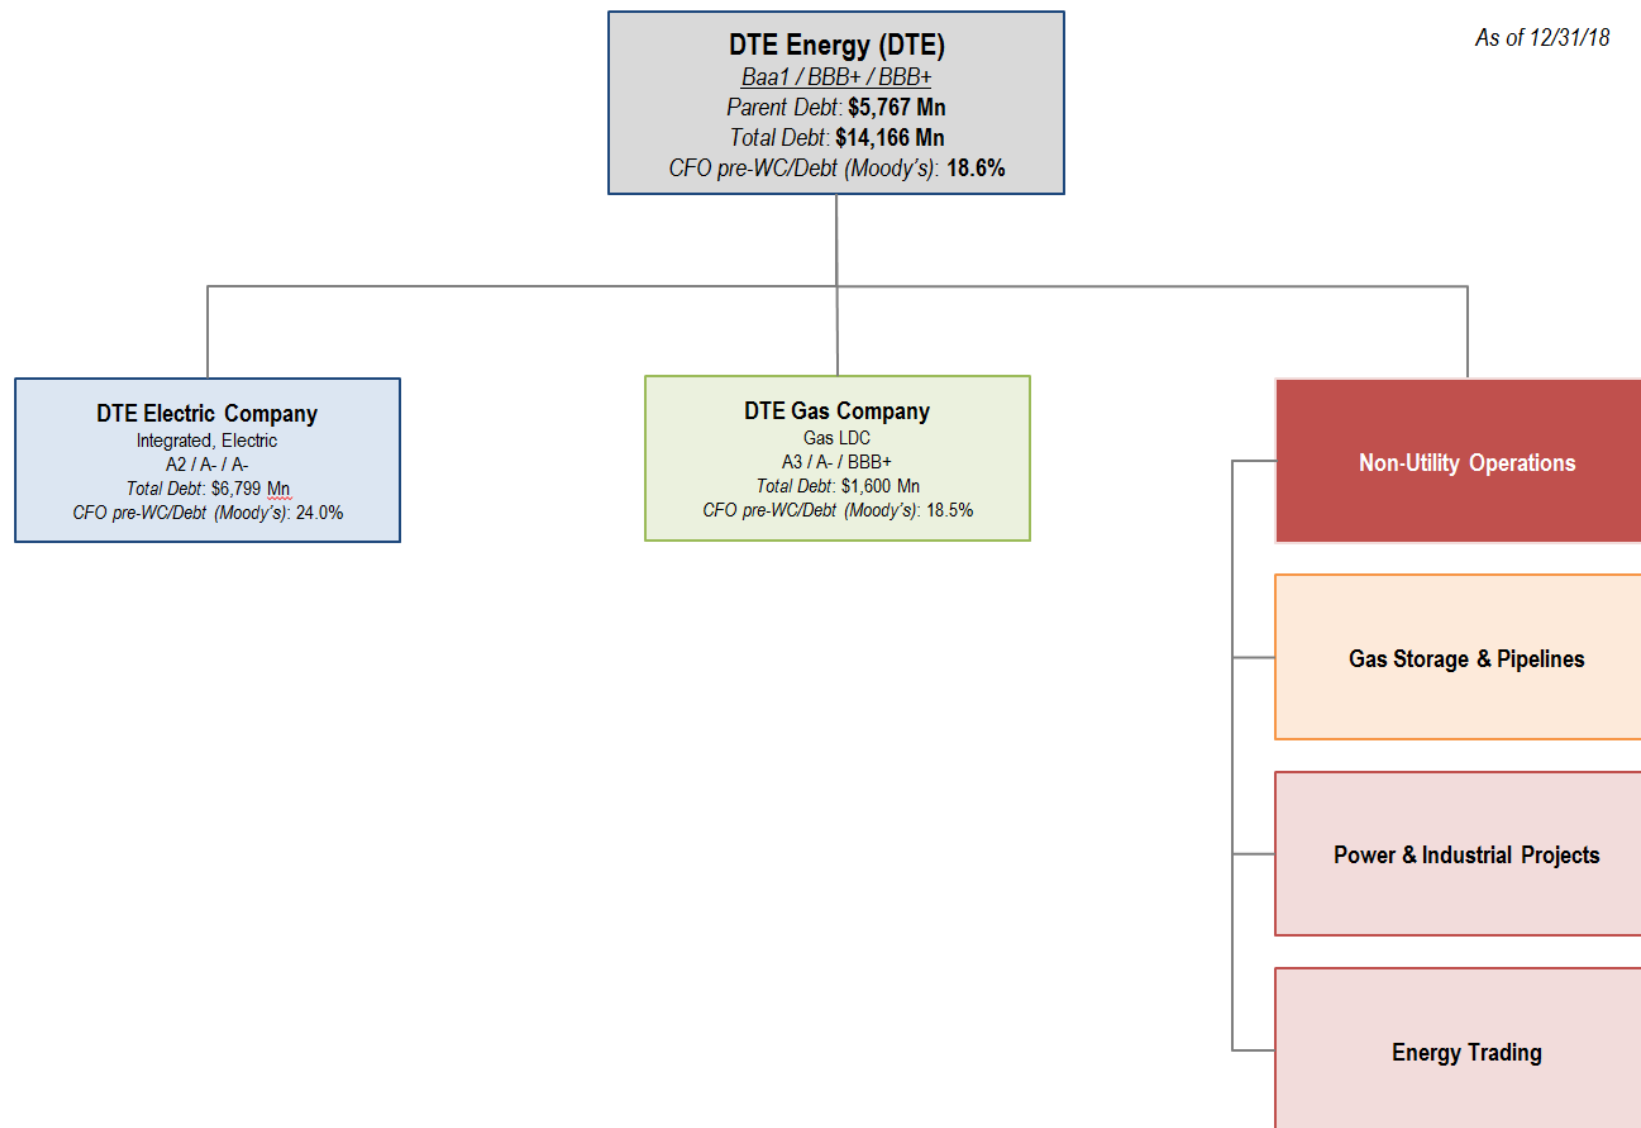 As of 12/31/18
DTE Energy (DTE)
Baa1 / BBB+ / BBB+
Parent Debt: $5,767 Mn
Total Debt: $14,166 Mn
CFO pre-WC/Debt (Moody's): 18.6%
DTE Electric Company
Integrated, Electric
A2 / A- / A-
Total Debt: $6,799 Mn
CFO pre-WC/Debt (Moody's): 24.0%
DTE Gas Company
Gas LDC
A3 / A- / BBB+
Total Debt: $1,600 Mn
CFO pre-WC/Debt (Moody's): 18.5%
Non-Utility Operations
Gas Storage & Pipelines
Power & Industrial Projects
Energy Trading